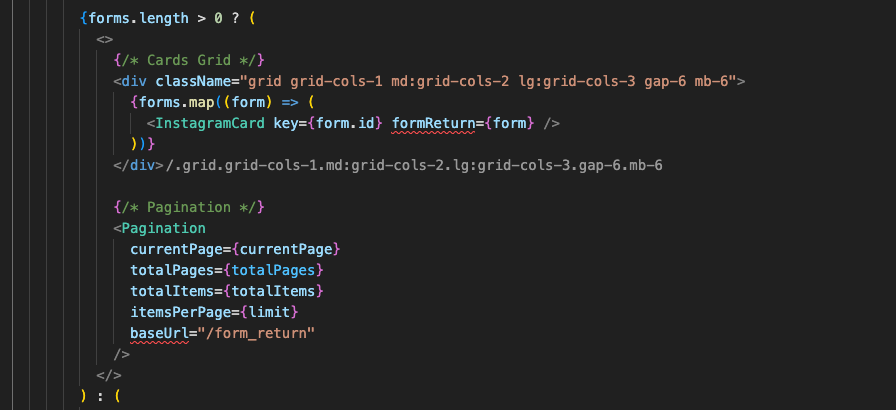 {forms.length > 0 ? (
<>
{/* Cards Grid */}
<div className="grid grid-cols-1 md:grid-cols-2 lg:grid-cols-3 gap-6 mb-6">
{forms.map((form) => (
<InstagramCard key={form.id} formReturn={form} />
))}
</div>/.grid.grid-cols-1.md:grid-cols-2.lg:grid-cols-3.gap-6.mb-6
{/* Pagination */}
<Pagination
currentPage={currentPage}
totalPages={totalPages}
totalItems={totalItems}
itemsPerPage={limit}
baseUrl="/form_return"
/>
</>
) : (